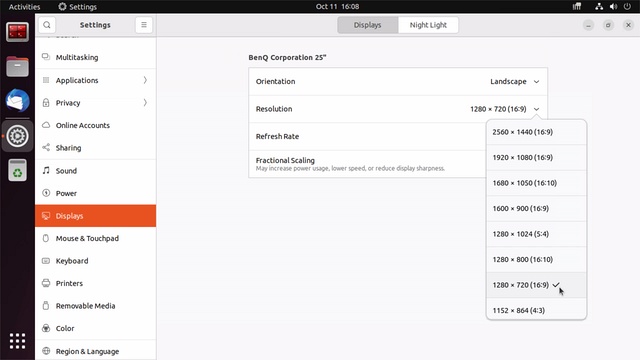 Activities
Settings
Oct 11 16:08
Settings
Displays
Night Light
Multitasking
Applications
Privacy
Online Accounts
Sharing
Sound
Power
Displays
Mouse & Touchpad
Keyboard
Printers
Removable Media
Color
Region & Language
BenQ Corporation 25"
Orientation
Landscape
Resolution
1280 × 720 (16:9)
Refresh Rate
Fractional Scaling
May increase power usage, lower speed, or reduce display sharpness.
2560 × 1440 (16:9)
1920 × 1080 (16:9)
1680 × 1050 (16:10)
1600 × 900 (16:9)
1280 × 1024 (5:4)
1280 × 800 (16:10)
1280 × 720 (16:9)
1152 × 864 (4:3)